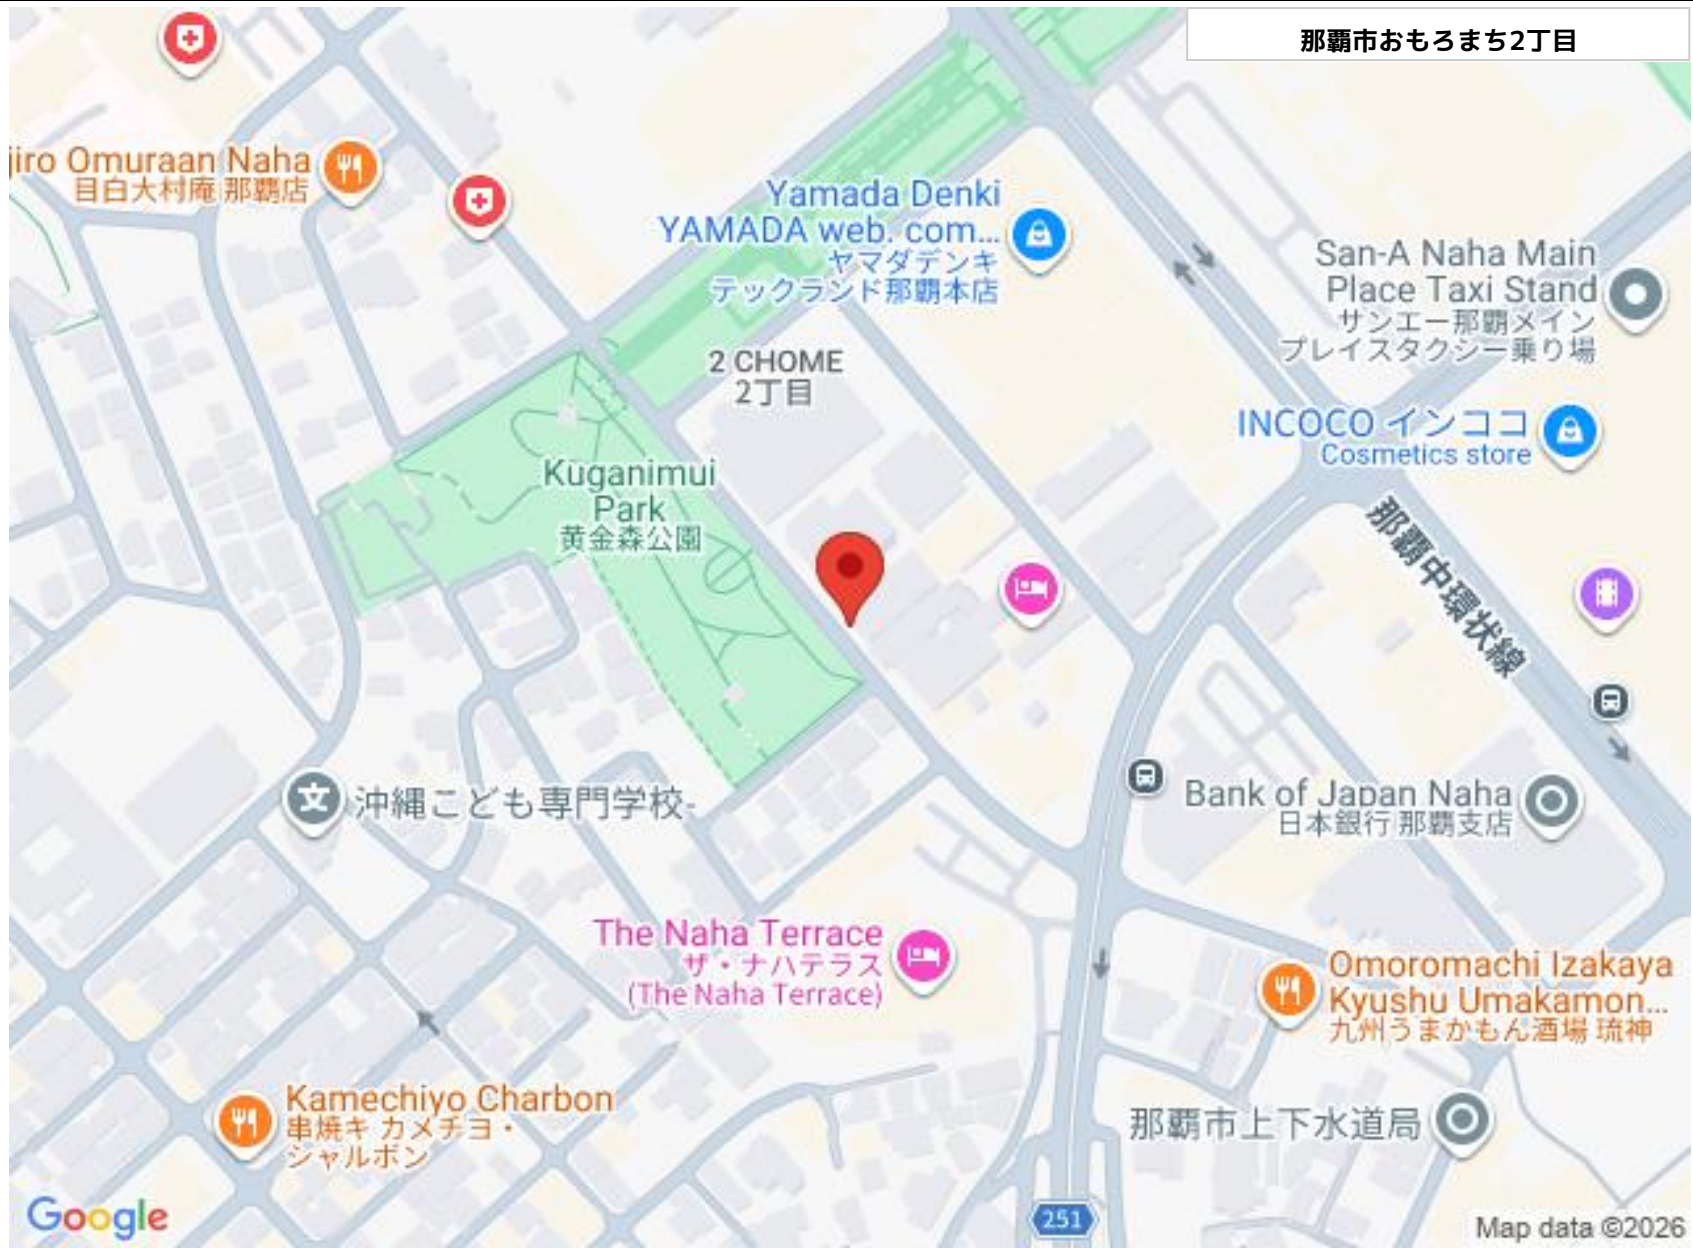 那覇市おもろまち2丁目
jiro Omuraan Naha
目白大村庵 那覇店
Yamada Denki
YAMADA web. com...
ヤマダデンキ
テックランド那覇本店
San-A Naha Main
Place Taxi Stand
サンエー那覇メイン
プレイスタクシー乗り場
2 CHOME
2丁目
INCOCO インココ
Cosmetics store
Kuganimui
Park
黄金森公園
那覇中環状線
沖縄こども専門学校-
Bank of Japan Naha
日本銀行 那覇支店
The Naha Terrace
ザ・ナハテラス
(The Naha Terrace)
Omoromachi Izakaya
Kyushu Umakamon...
九州うまかもん酒場 琉神
Kamechiyo Charbon
串焼キ カメチヨ・
シャルボン
那覇市上下水道局
251
Google
Map data ©2026